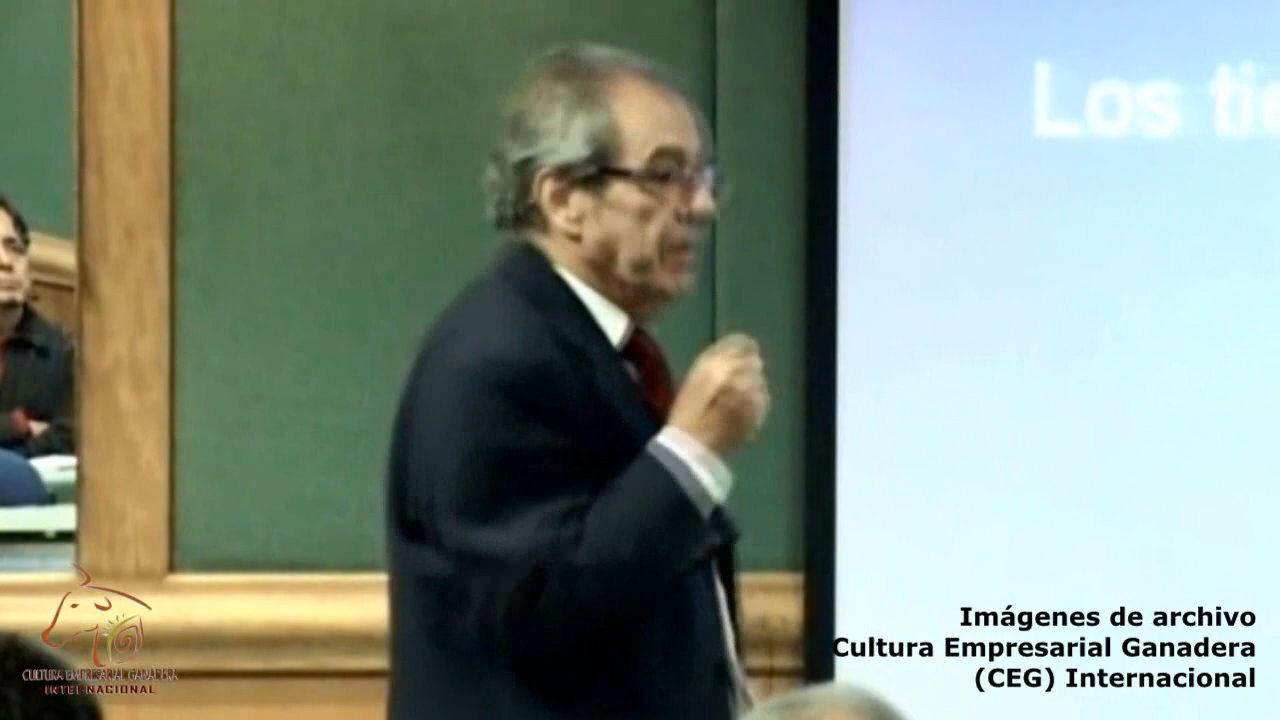 Los
Imágenes de archivo
Cultura Empresarial Ganadera
(CEG) Internacional
CULTURA EMPRESARIAL GANADERA
INTERNACIONAL